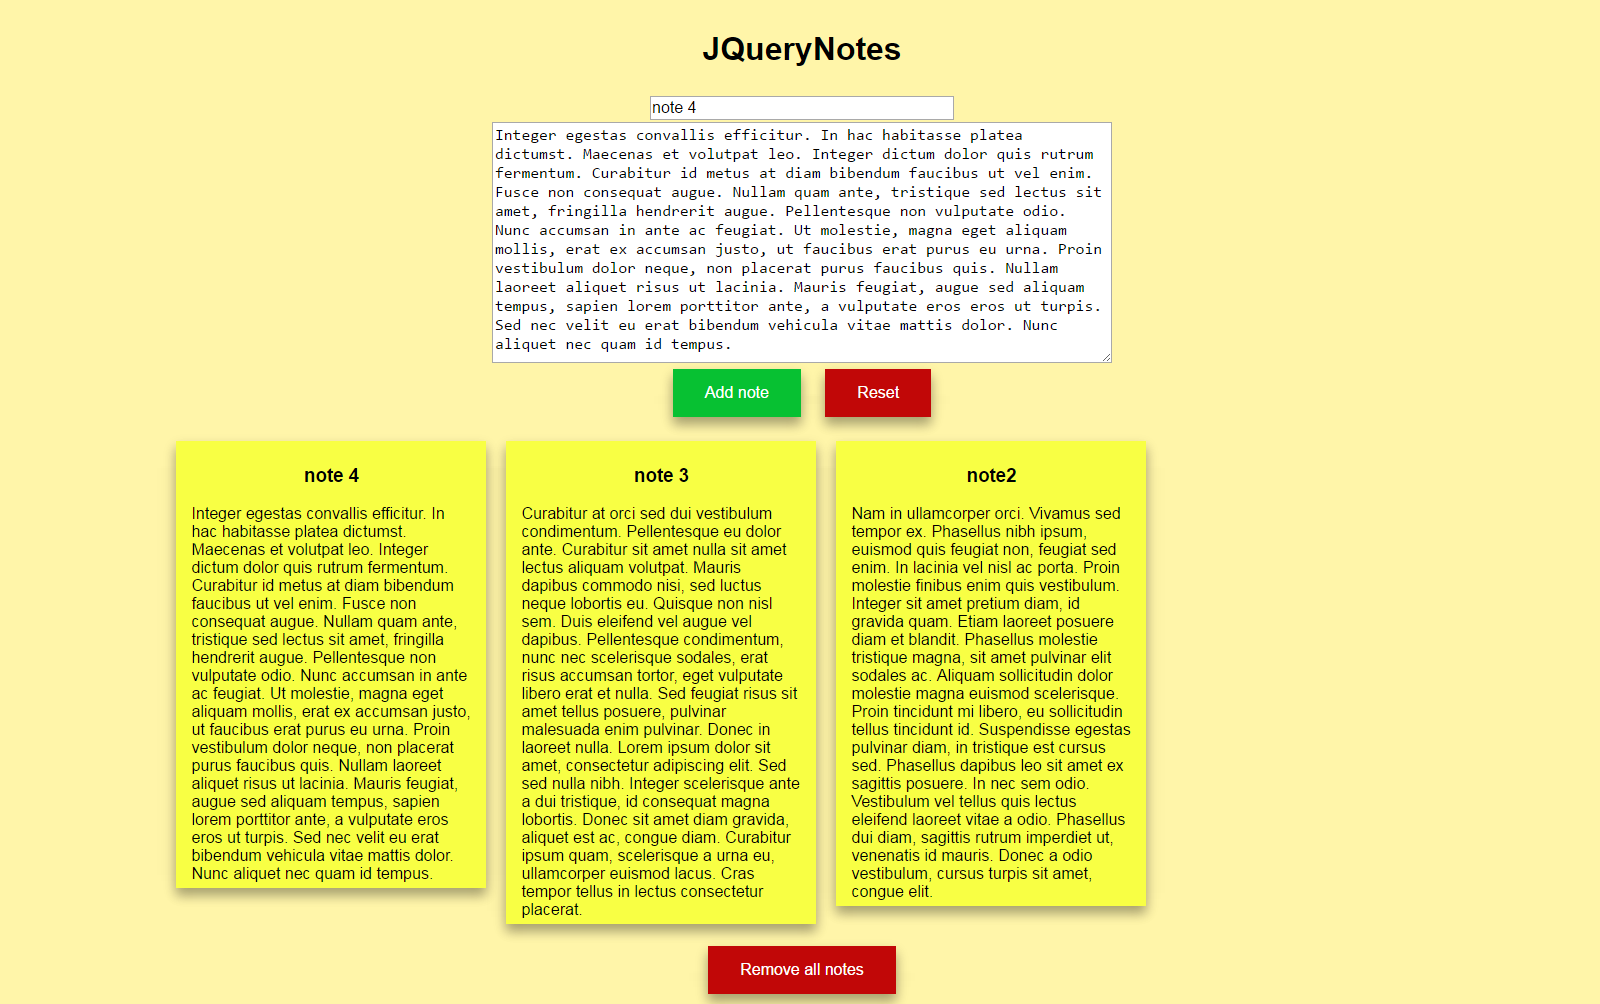 JQueryNotes
note 4
Integer egestas convallis efficitur. In hac habitasse platea
dictumst. Maecenas et volutpat leo. Integer dictum dolor quis rutrum
fermentum. Curabitur id metus at diam bibendum faucibus ut vel enim.
Fusce non consequat augue. Nullam quam ante, tristique sed lectus sit
amet, fringilla hendrerit augue. Pellentesque non vulputate odio.
Nunc accumsan in ante ac feugiat. Ut molestie, magna eget aliquam
mollis, erat ex accumsan justo, ut faucibus erat purus eu urna. Proin
vestibulum dolor neque, non placerat purus faucibus quis. Nullam
laoreet aliquet risus ut lacinia. Mauris feugiat, augue sed aliquam
tempus, sapien lorem porttitor ante, a vulputate eros eros ut turpis.
Sed nec velit eu erat bibendum vehicula vitae mattis dolor. Nunc
aliquet nec quam id tempus.
Add note
Reset
note 4
Integer egestas convallis efficitur. In
hac habitasse platea dictumst.
Maecenas et volutpat leo. Integer
dictum dolor quis rutrum fermentum.
Curabitur id metus at diam bibendum
faucibus ut vel enim. Fusce non
consequat augue. Nullam quam ante,
tristique sed lectus sit amet, fringilla
hendrerit augue. Pellentesque non
vulputate odio. Nunc accumsan in ante
ac feugiat. Ut molestie, magna eget
aliquam mollis, erat ex accumsan justo,
ut faucibus erat purus eu urna. Proin
vestibulum dolor neque, non placerat
purus faucibus quis. Nullam laoreet
aliquet risus ut lacinia. Mauris feugiat,
augue sed aliquam tempus, sapien
lorem porttitor ante, a vulputate eros
eros ut turpis. Sed nec velit eu erat
bibendum vehicula vitae mattis dolor.
Nunc aliquet nec quam id tempus.
note 3
Curabitur at orci sed dui vestibulum
condimentum. Pellentesque eu dolor
ante. Curabitur sit amet nulla sit amet
lectus aliquam volutpat. Mauris
dapibus commodo nisi, sed luctus
neque lobortis eu. Quisque non nisl
sem. Duis eleifend vel augue vel
dapibus. Pellentesque condimentum,
nunc nec scelerisque sodales, erat
risus accumsan tortor, eget vulputate
libero erat et nulla. Sed feugiat risus sit
amet tellus posuere, pulvinar
malesuada enim pulvinar. Donec in
laoreet nulla. Lorem ipsum dolor sit
amet, consectetur adipiscing elit. Sed
sed nulla nibh. Integer scelerisque ante
a dui tristique, id consequat magna
lobortis. Donec sit amet diam gravida,
aliquet est ac, congue diam. Curabitur
ipsum quam, scelerisque a urna eu,
ullamcorper euismod lacus. Cras
tempor tellus in lectus consectetur
placerat.
note2
Nam in ullamcorper orci. Vivamus sed
tempor ex. Phasellus nibh ipsum,
euismod quis feugiat non, feugiat sed
enim. In lacinia vel nisl ac porta. Proin
molestie finibus enim quis vestibulum.
Integer sit amet pretium diam, id
gravida quam. Etiam laoreet posuere
diam et blandit. Phasellus molestie
tristique magna, sit amet pulvinar elit
sodales ac. Aliquam sollicitudin dolor
molestie magna euismod scelerisque.
Proin tincidunt mi libero, eu sollicitudin
tellus tincidunt id. Suspendisse egestas
pulvinar diam, in tristique est cursus
sed. Phasellus dapibus leo sit amet ex
sagittis posuere. In nec sem odio.
Vestibulum vel tellus quis lectus
eleifend laoreet vitae a odio. Phasellus
dui diam, sagittis rutrum imperdiet ut,
venenatis id mauris. Donec a odio
vestibulum, cursus turpis sit amet,
congue elit.
Remove all notes